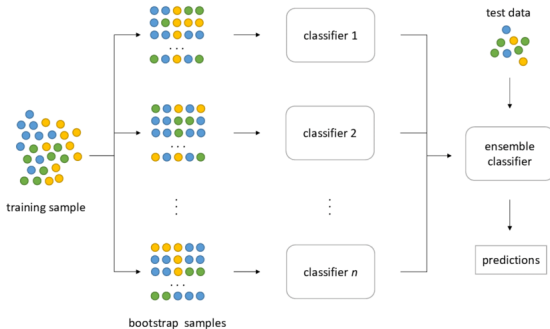 test data
classifier 1
...
classifier 2
...
ensemble
classifier
training sample
...
...
predictions
classifier n
...
bootstrap samples